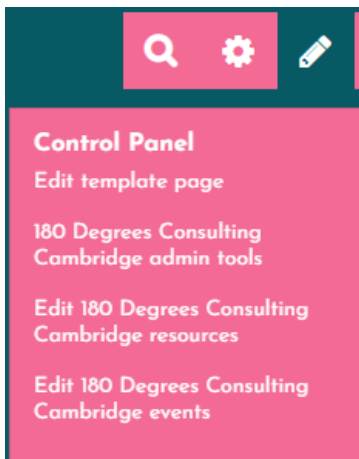 Control Panel
Edit template page
180 Degrees Consulting
Cambridge admin tools
Edit 180 Degrees Consulting
Cambridge resources
Edit 180 Degrees Consulting
Cambridge events